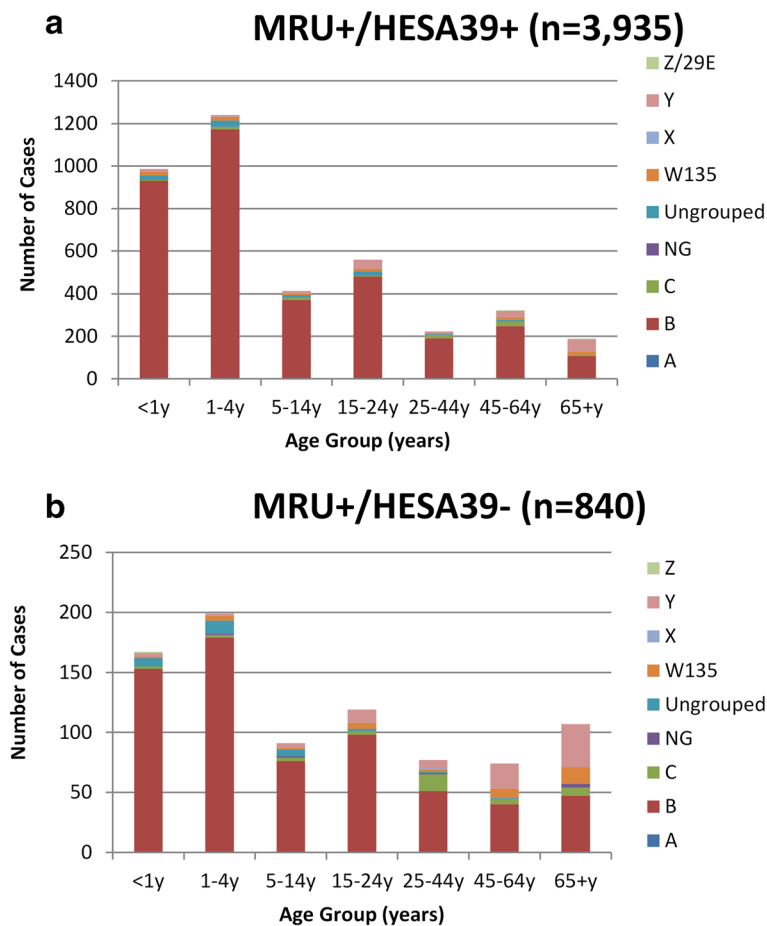 a
MRU+/HESA39+ (n=3,935)
1400
1200
1000
800
600
400
200
0
Number of Cases
<1y 1-4y 5-14y 15-24y 25-44y 45-64y 65+y
Age Group (years)
Z/29E
Y
X
W135
Ungrouped
NG
C
B
A
b
MRU+/HESA39- (n=840)
250
200
150
100
50
0
Number of Cases
<1y 1-4y 5-14y 15-24y 25-44y 45-64y 65+y
Age Group (years)
Z
Y
X
W135
Ungrouped
NG
C
B
A